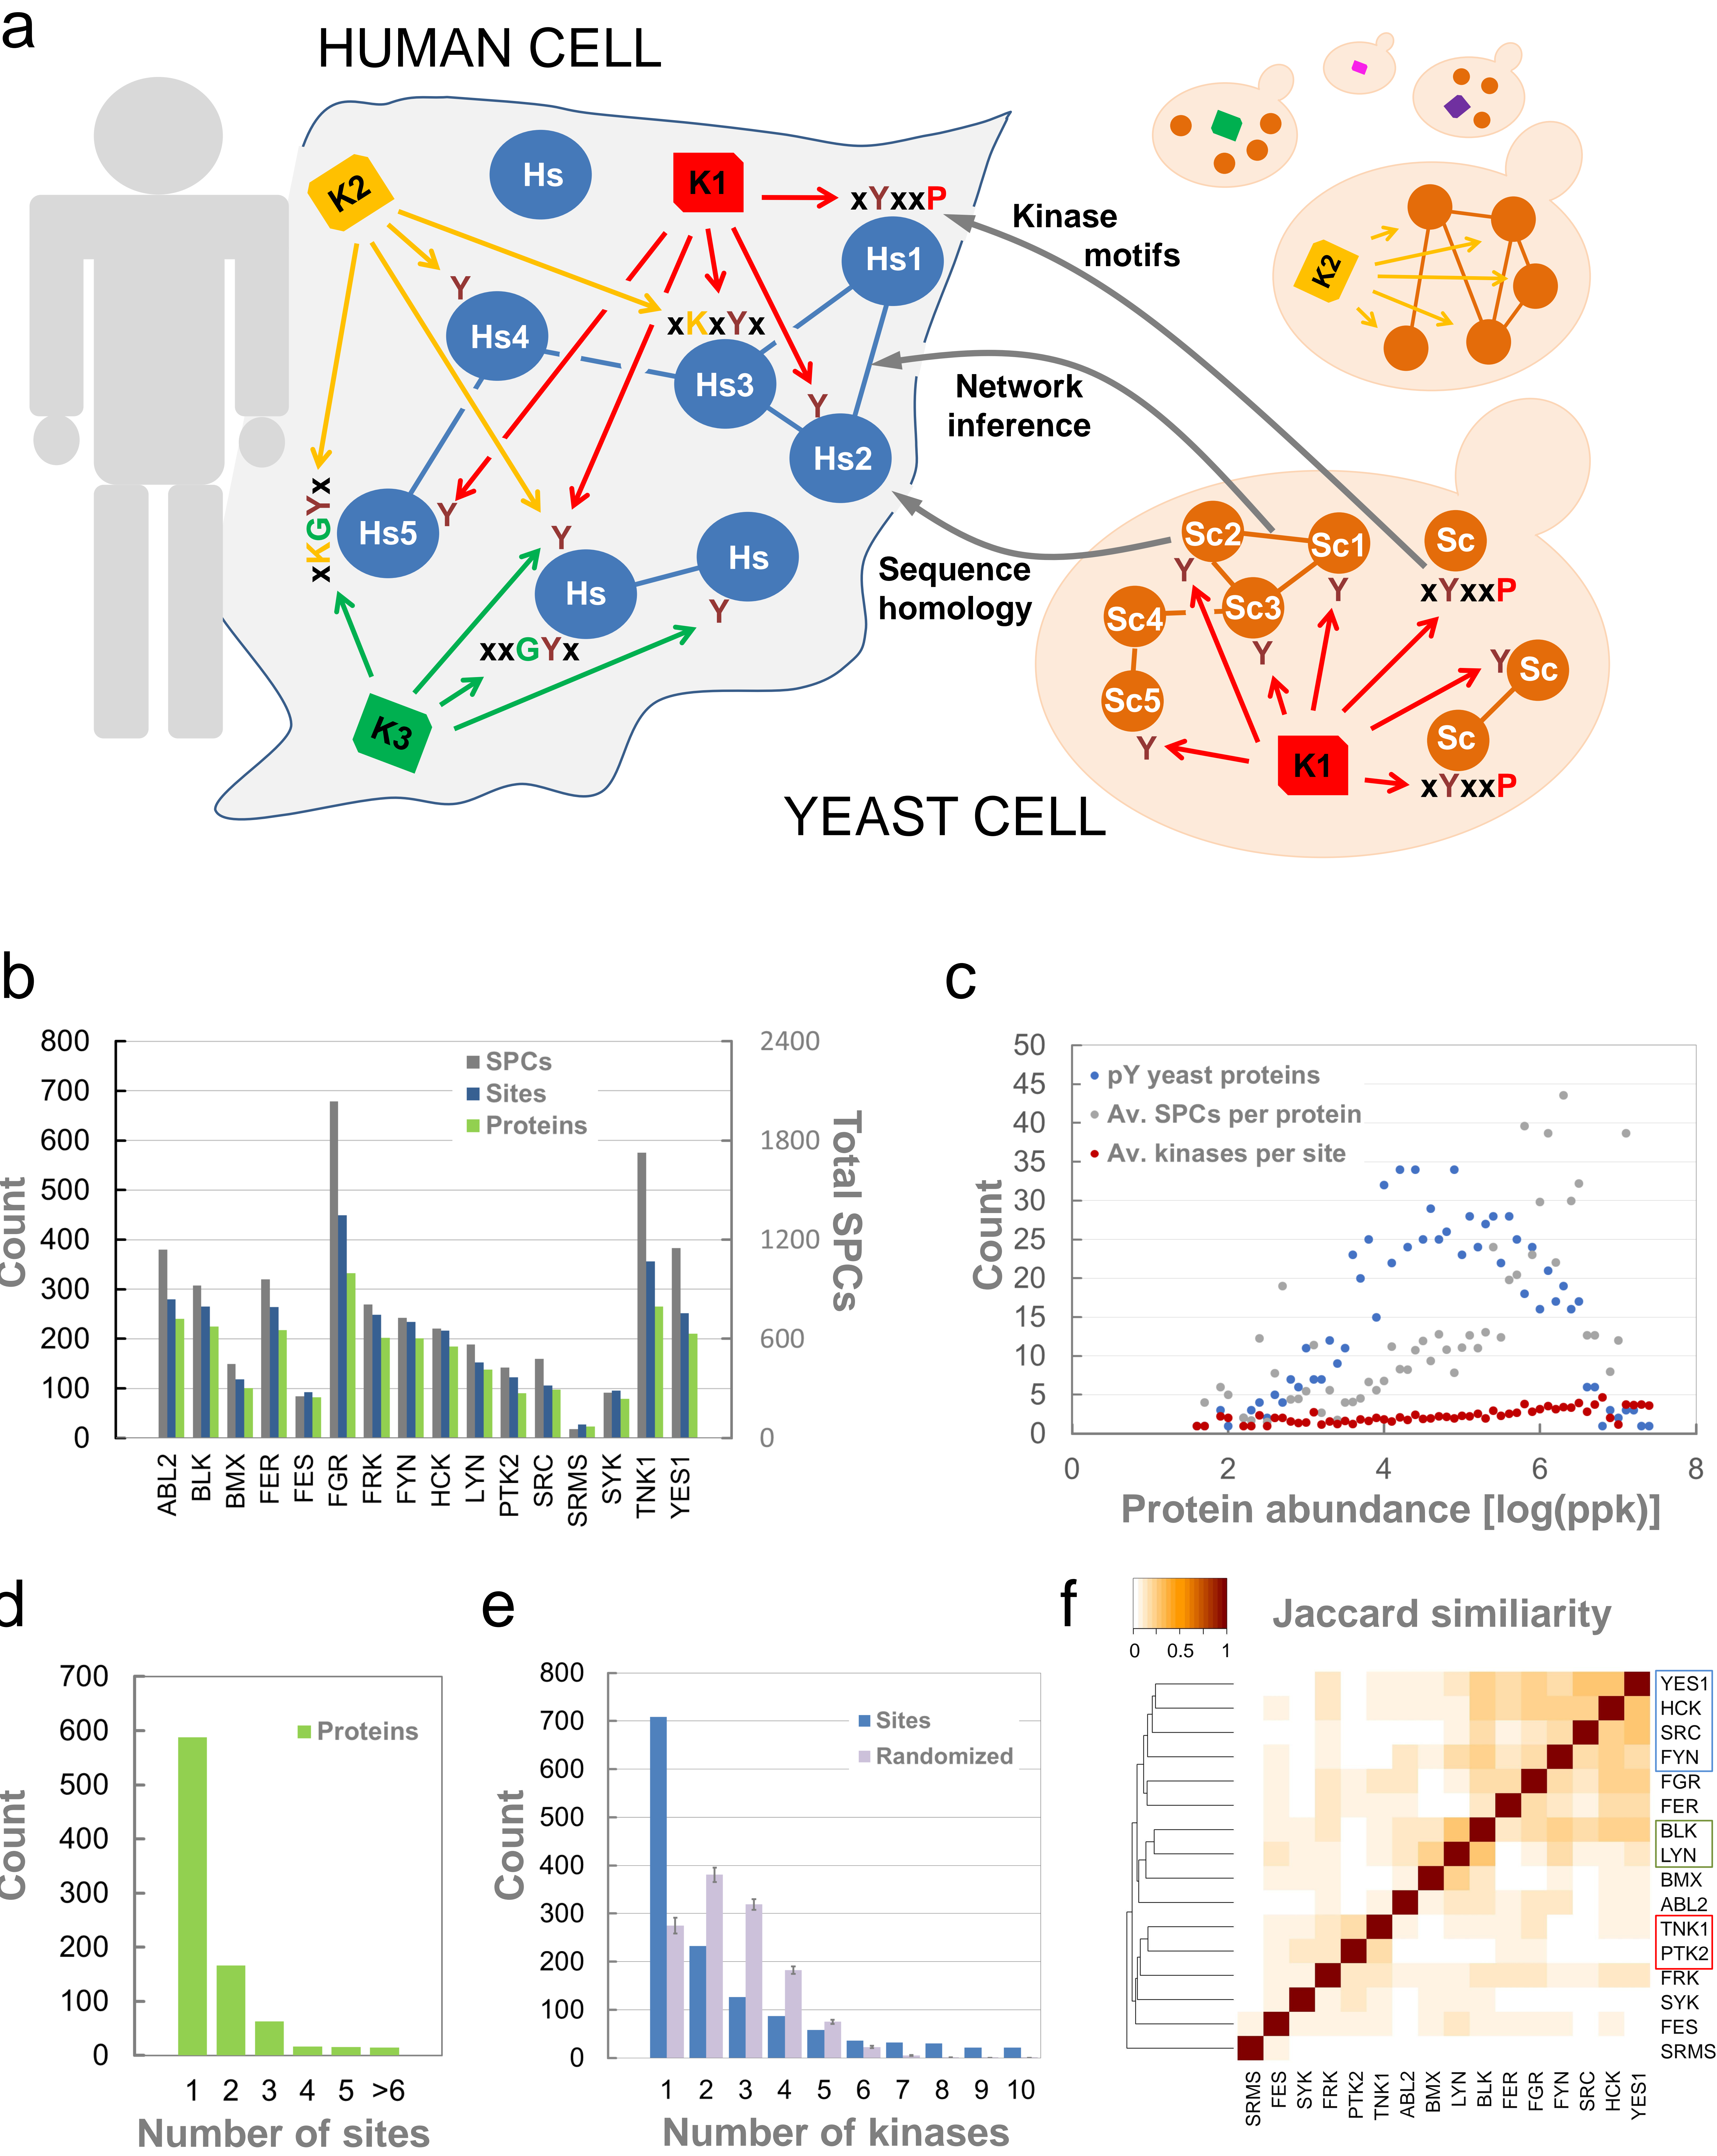 a
HUMAN CELL
K2
Hs
K1
xYxxP
Kinase
motifs
Hs1
K2
Y
xKxYx
Hs4
Hs3
Y
Network
inference
Hs2
xKGYx
Hs5
Y
Y
Hs
Hs
Y
xxGYx
K3
Sequence
homology
Sc2
Sc1
Sc
Y
Y
xYxxP
Sc4
Sc3
Y
Y
Sc
Sc5
Y
Sc
K1
xYxxP
YEAST CELL
b
800
700
600
500
400
300
200
100
0
Count
SPCs
Sites
Proteins
2400
1800
1200
600
0
Total SPCs
ABL2
BLK
BMX
FER
FES
FGR
FRK
FYN
HCK
LYN
PTK2
SRC
SRMS
SYK
TNK1
YES1
c
50
45
40
35
30
25
20
15
10
5
0
Count
pY yeast proteins
Av. SPCs per protein
Av. kinases per site
0 2 4 6 8
Protein abundance [log(ppk)]
d
700
600
500
400
300
200
100
0
Count
Proteins
1 2 3 4 5 >6
Number of sites
e
800
700
600
500
400
300
200
100
0
Count
Sites
Randomized
1 2 3 4 5 6 7 8 9 10
Number of kinases
f
0 0.5 1
Jaccard similiarity
YES1
HCK
SRC
FYN
FGR
FER
BLK
LYN
BMX
ABL2
TNK1
PTK2
FRK
SYK
FES
SRMS
SRMS
FES
SYK
FRK
PTK2
TNK1
ABL2
BMX
LYN
BLK
FER
FGR
FYN
SRC
HCK
YES1